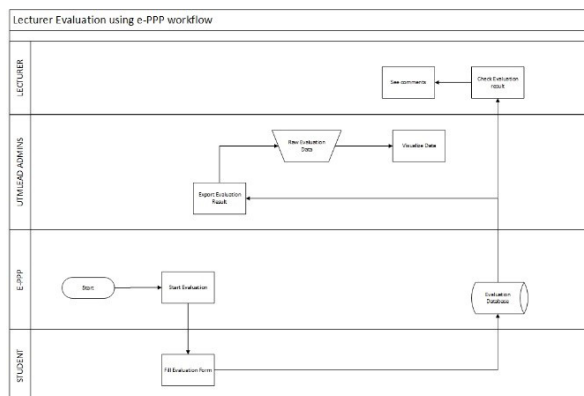 Lecturer Evaluation using e-PPP workflow
LECTURER
See comments
Check Evaluation
result
UTMLEAD ADMINS
Raw Evaluation
Data
Visualise Data
Export Evaluation
Result
E-PPP
Start
Start Evaluation
Evaluation
Database
STUDENT
Fill Evaluation Form